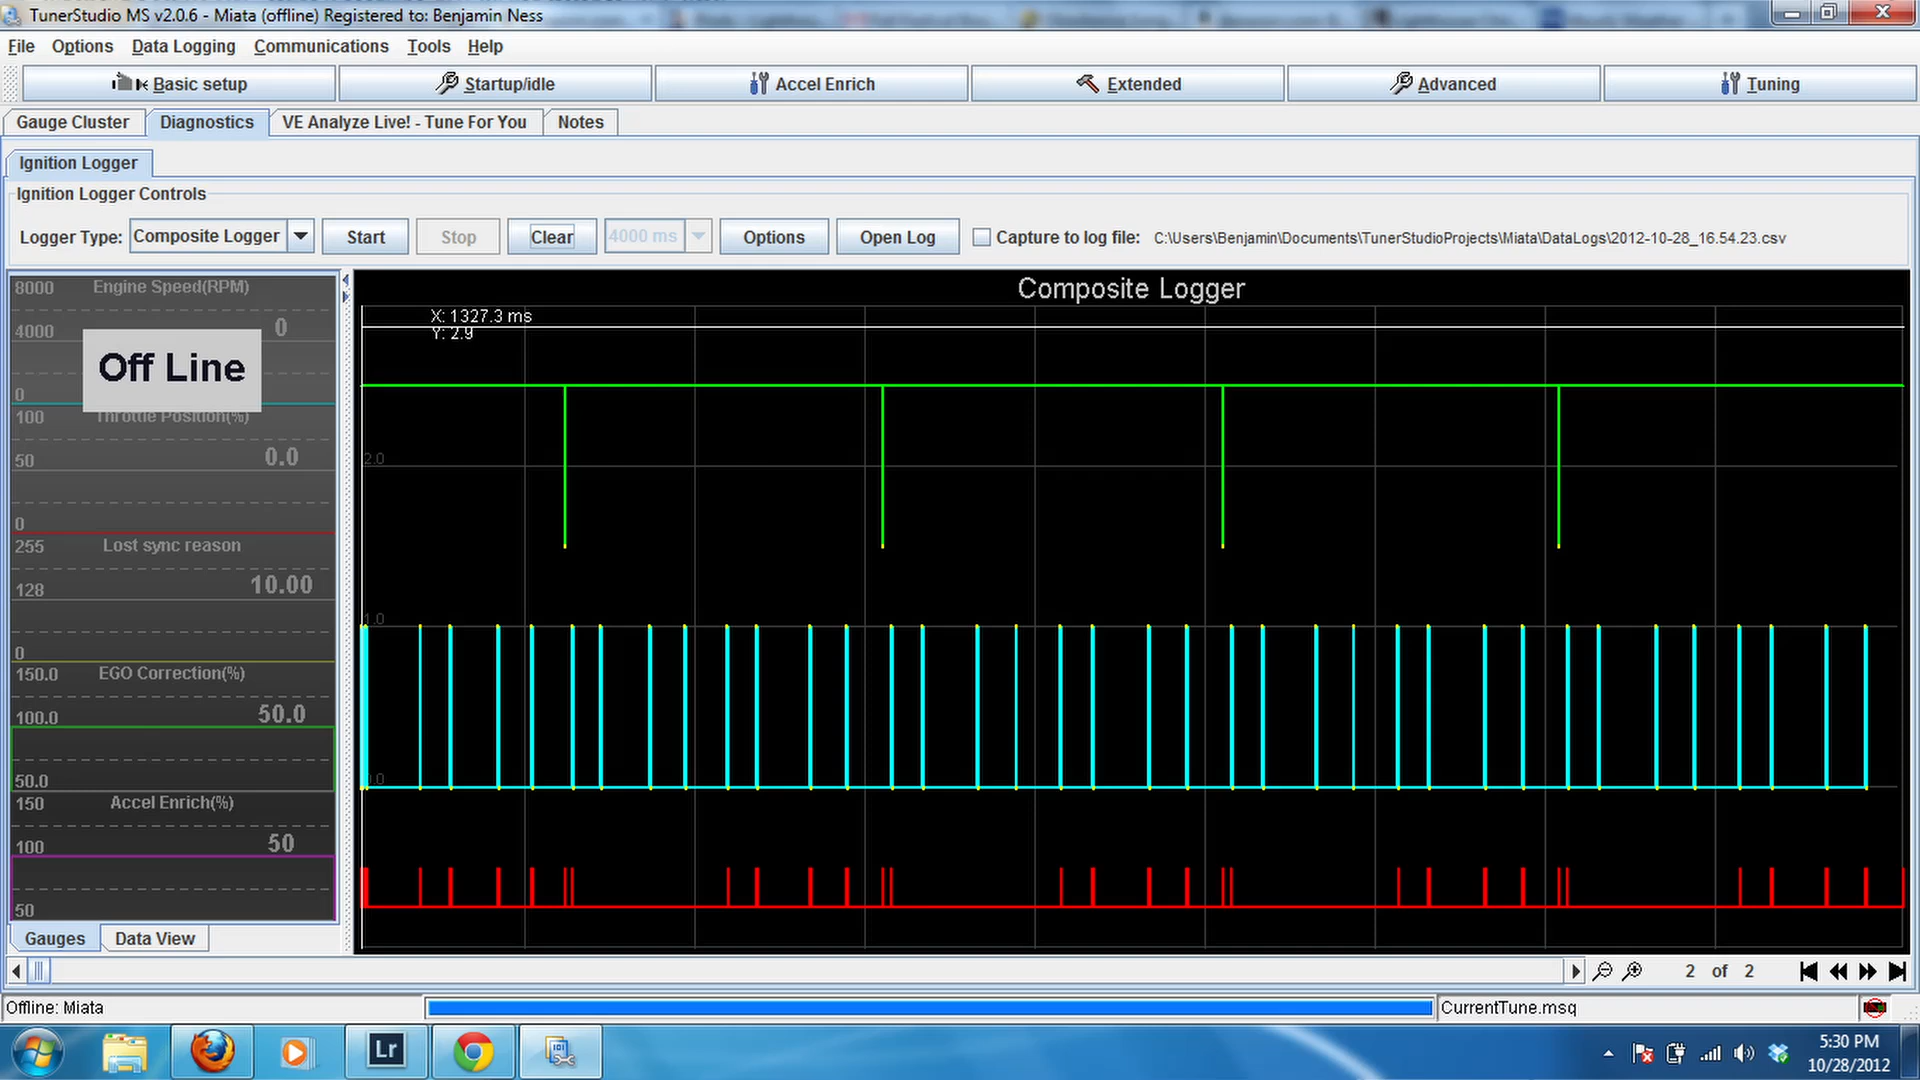 TunerStudio MS v2.0.6 - Miata (offline) Registered to: Benjamin Ness
File Options Data Logging Communications Tools Help
Basic setup Startup/idle Accel Enrich Extended Advanced Tuning
Gauge Cluster Diagnostics VE Analyze Live! - Tune For You Notes
Ignition Logger
Ignition Logger Controls
Logger Type: Composite Logger Start Stop Clear 4000 ms Options Open Log Capture to log file: C:\Users\Benjamin\Documents\TunerStudioProjects\Miata\DataLogs\2012-10-28_16.54.23.csv
8000 Engine Speed(RPM)
0
4000
Off Line
0
100 Throttle Position(%)
0.0
50
0
255 Lost sync reason
10.00
128
0
150.0 EGO Correction(%)
50.0
100.0
50.0
150 Accel Enrich(%)
50
100
50
Composite Logger
X: 1327.3 ms
Y: 2.9
2.0
1.0
0.0
Gauges Data View
2 of 2
Offline: Miata CurrentTune.msq
Lr
5:30 PM
10/28/2012